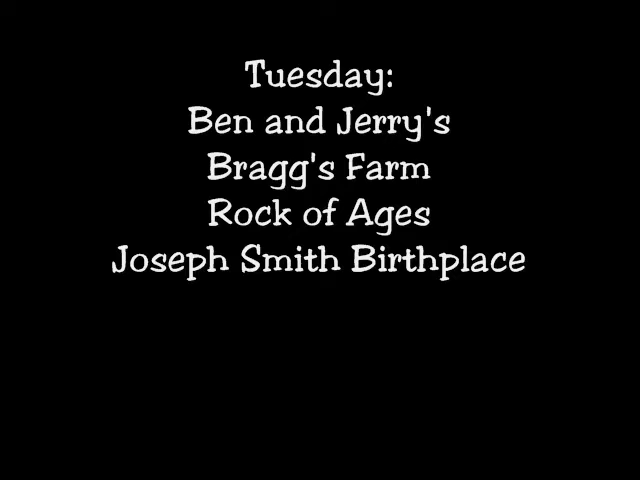 Tuesday:
Ben and Jerry's
Bragg's Farm
Rock of Ages
Joseph Smith Birthplace